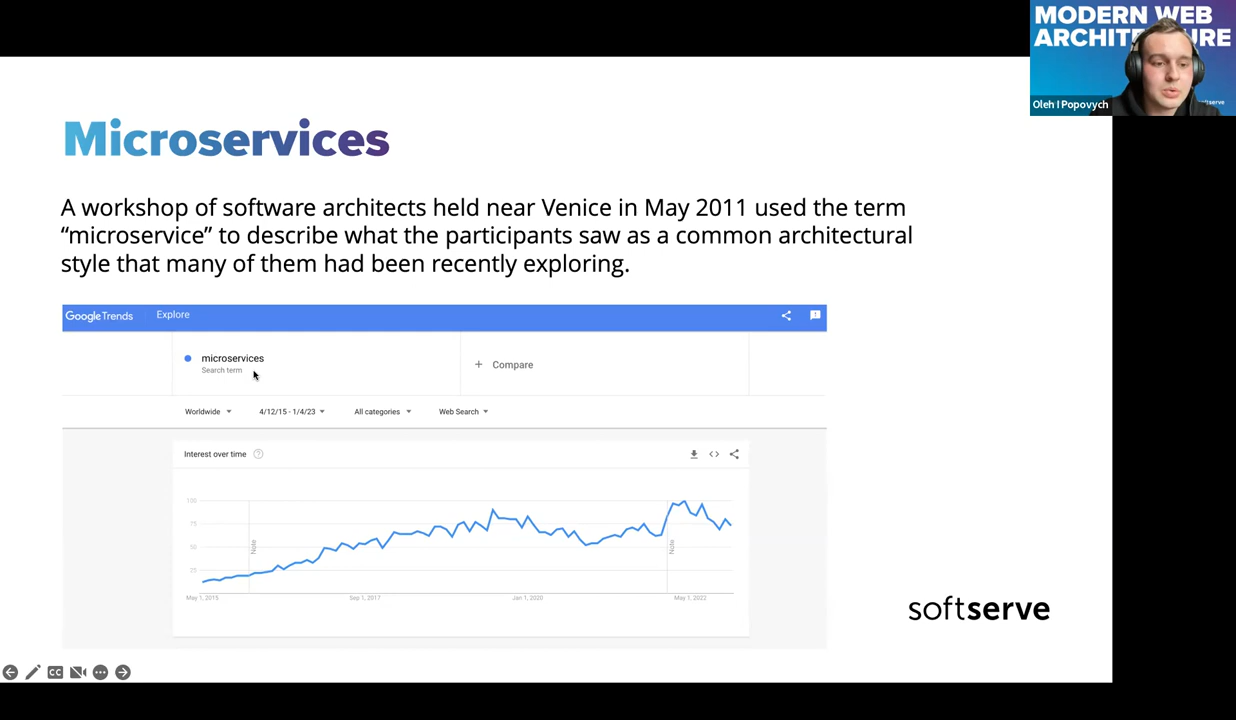 MODERN WEB
ARCHITECTURE
Oleh I Popovych
Microservices
A workshop of software architects held near Venice in May 2011 used the term
“microservice” to describe what the participants saw as a common architectural
style that many of them had been recently exploring.
Google Trends Explore
microservices
Search term
+ Compare
Worldwide 4/12/15 - 1/4/23 All categories Web Search
Interest over time
100
75
50
25
Note
Note
May 1, 2015 Sep 1, 2017 Jan 1, 2020 May 1, 2022
softserve
CC